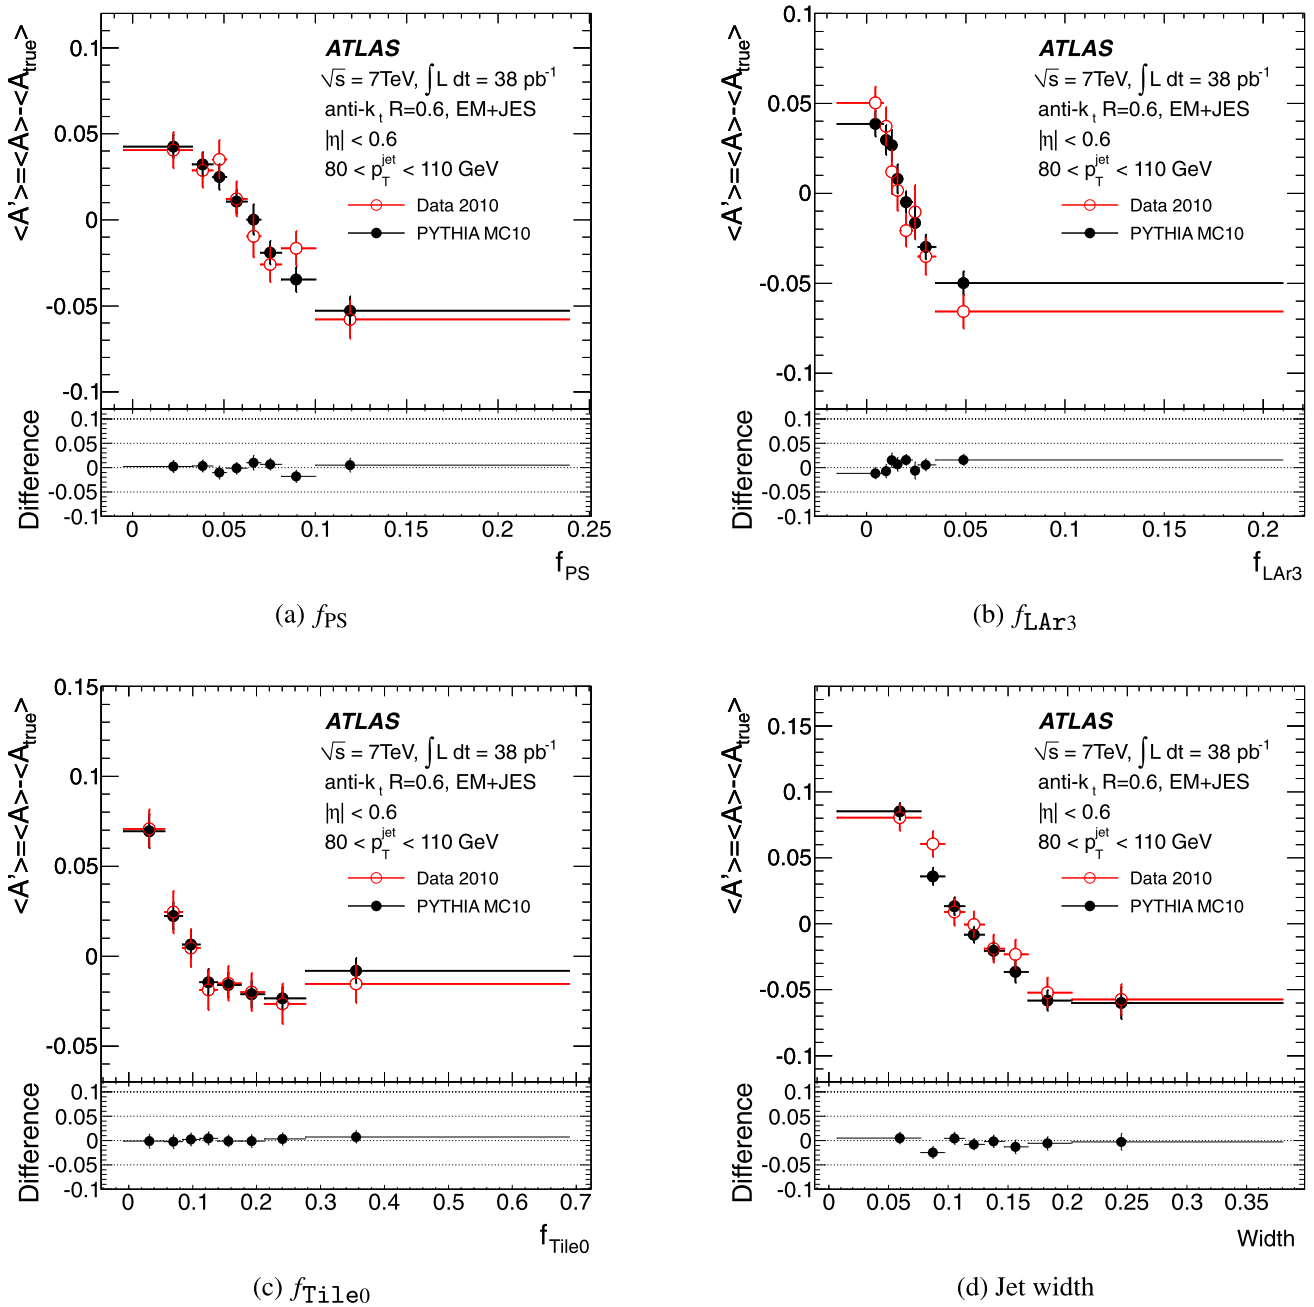 <A'>=<A>-<A_true>
0.1
0.05
0
-0.05
-0.1
ATLAS
√s = 7TeV, ∫L dt = 38 pb⁻¹
anti-k_t R=0.6, EM+JES
|η| < 0.6
80 < p_T^jet < 110 GeV
Data 2010
PYTHIA MC10
Difference
0.1
0.05
0
-0.05
-0.1
0 0.05 0.1 0.15 0.2 0.25
f_PS
(a) f_PS
<A'>=<A>-<A_true>
0.1
0.05
0
-0.05
-0.1
ATLAS
√s = 7TeV, ∫L dt = 38 pb⁻¹
anti-k_t R=0.6, EM+JES
|η| < 0.6
80 < p_T^jet < 110 GeV
Data 2010
PYTHIA MC10
Difference
0.1
0.05
0
-0.05
-0.1
0 0.05 0.1 0.15 0.2
f_LAr3
(b) f_LAr3
<A'>=<A>-<A_true>
0.15
0.1
0.05
0
-0.05
ATLAS
√s = 7TeV, ∫L dt = 38 pb⁻¹
anti-k_t R=0.6, EM+JES
|η| < 0.6
80 < p_T^jet < 110 GeV
Data 2010
PYTHIA MC10
Difference
0.1
0.05
0
-0.05
-0.1
0 0.1 0.2 0.3 0.4 0.5 0.6 0.7
f_Tile0
(c) f_Tile0
<A'>=<A>-<A_true>
0.15
0.1
0.05
0
-0.05
-0.1
ATLAS
√s = 7TeV, ∫L dt = 38 pb⁻¹
anti-k_t R=0.6, EM+JES
|η| < 0.6
80 < p_T^jet < 110 GeV
Data 2010
PYTHIA MC10
Difference
0.1
0.05
0
-0.05
-0.1
0 0.05 0.1 0.15 0.2 0.25 0.3 0.35
Width
(d) Jet width